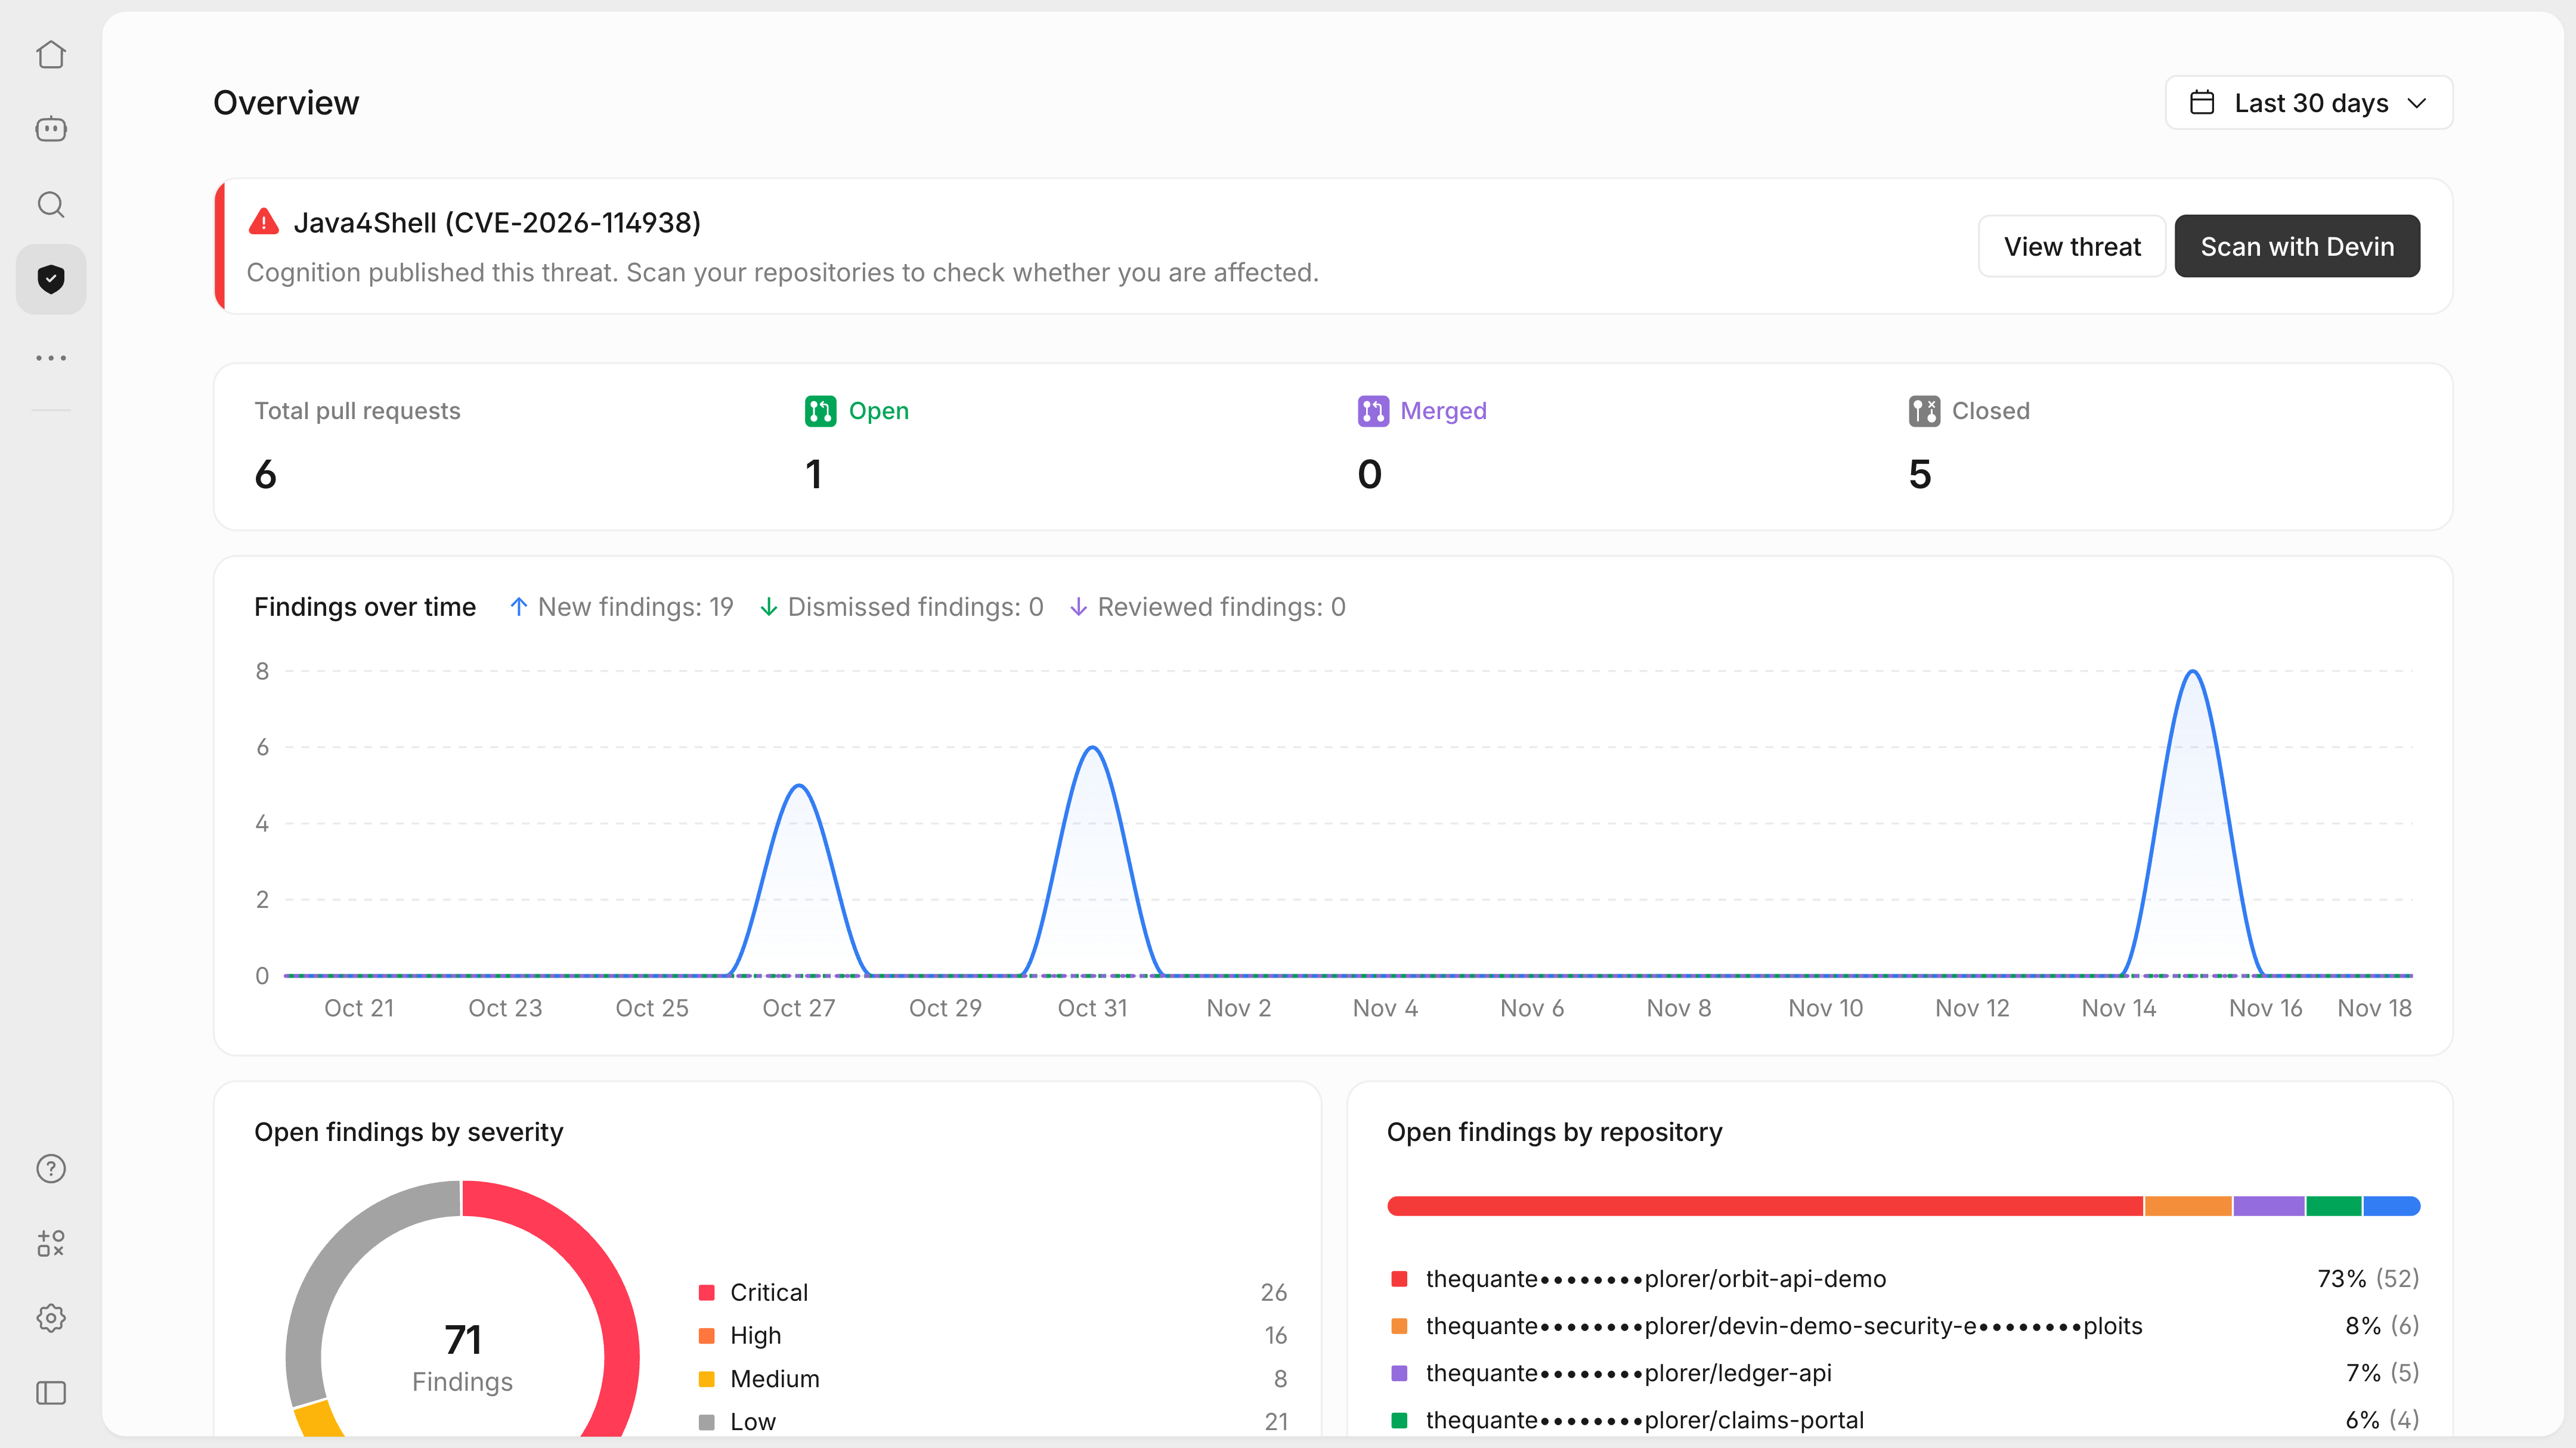 Overview
Last 30 days
Java4Shell (CVE-2026-114938)
Cognition published this threat. Scan your repositories to check whether you are affected.
View threat
Scan with Devin
Total pull requests
Open
Merged
Closed
6
1
0
5
Findings over time
New findings: 19
Dismissed findings: 0
Reviewed findings: 0
8
6
4
2
0
Oct 21
Oct 23
Oct 25
Oct 27
Oct 29
Oct 31
Nov 2
Nov 4
Nov 6
Nov 8
Nov 10
Nov 12
Nov 14
Nov 16
Nov 18
Open findings by severity
71
Findings
Critical 26
High 16
Medium 8
Low 21
Open findings by repository
thequante••••••••plorer/orbit-api-demo 73% (52)
thequante••••••••plorer/devin-demo-security-e••••••••ploits 8% (6)
thequante••••••••plorer/ledger-api 7% (5)
thequante••••••••plorer/claims-portal 6% (4)